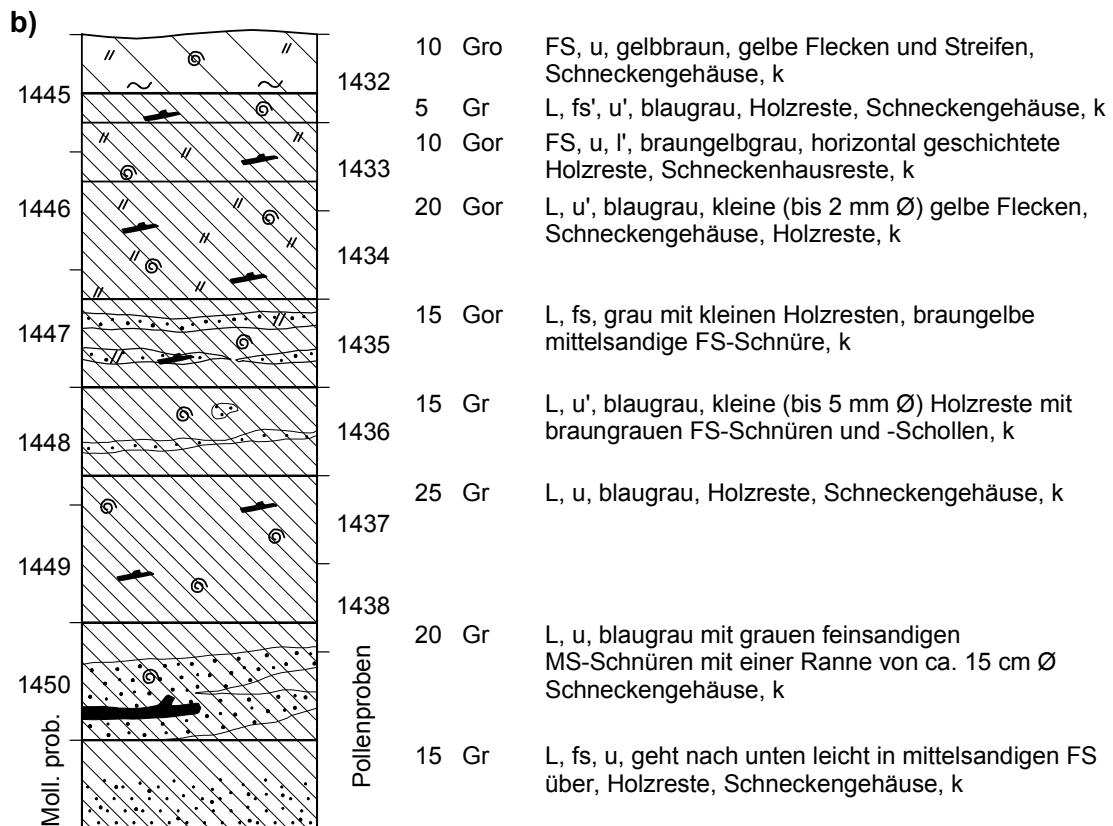 b)
10 Gro FS, u, gelbbraun, gelbe Flecken und Streifen,
Schneckengehäuse, k
1432
1445
5 Gr L, fs', u', blaugrau, Holzreste, Schneckengehäuse, k
10 Gor FS, u, l', braungelbgrau, horizontal geschichtete
Holzreste, Schneckenhausreste, k
1433
1446
20 Gor L, u', blaugrau, kleine (bis 2 mm Ø) gelbe Flecken,
Schneckengehäuse, Holzreste, k
1434
15 Gor L, fs, grau mit kleinen Holzresten, braungelbe
mittelsandige FS-Schnüre, k
1447
1435
15 Gr L, u', blaugrau, kleine (bis 5 mm Ø) Holzreste mit
braungrauen FS-Schnüren und -Schollen, k
1448
1436
25 Gr L, u, blaugrau, Holzreste, Schneckengehäuse, k
1437
1449
1438
20 Gr L, u, blaugrau mit grauen feinsandigen
MS-Schnüren mit einer Ranne von ca. 15 cm Ø
Schneckengehäuse, k
1450
15 Gr L, fs, u, geht nach unten leicht in mittelsandigen FS
über, Holzreste, Schneckengehäuse, k
Moll. prob.
Pollenproben